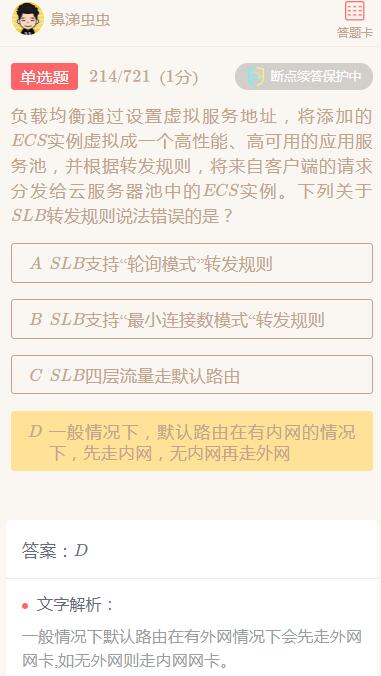 鼻涕虫虫
答题卡
单选题 214/721 (1分) 断点续答保护中
负载均衡通过设置虚拟服务地址，将添加的
ECS实例虚拟成一个高性能、高可用的应用服
务池，并根据转发规则，将来自客户端的请求
分发给云服务器池中的ECS实例。下列关于
SLB转发规则说法错误的是？
A SLB支持“轮询模式”转发规则
B SLB支持“最小连接数模式“转发规则
C SLB四层流量走默认路由
D 一般情况下，默认路由在有内网的情况
下，先走内网，无内网再走外网
答案：D
文字解析：
一般情况下默认路由在有外网情况下会先走外网
网卡,如无外网则走内网网卡。